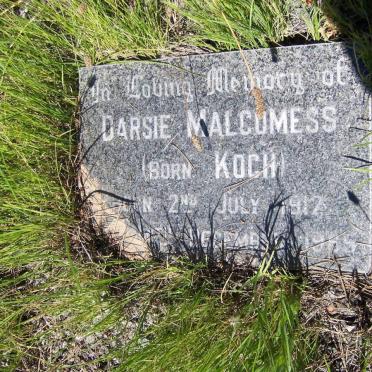 In Loving Memory of
DARSIE MALCOMESS
(BORN KOCH)
2ND JULY 1912